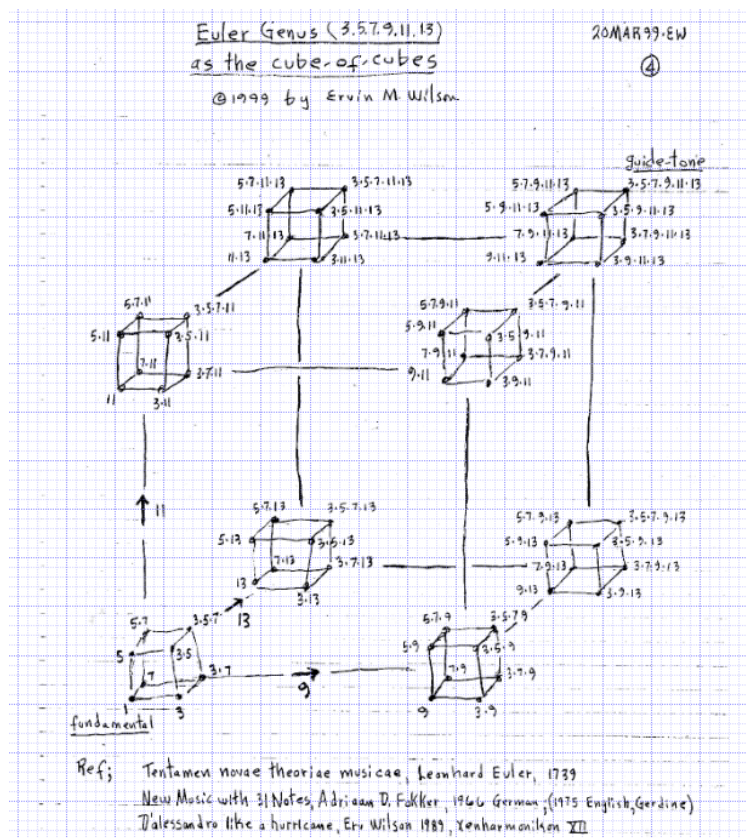 Euler Genus (3.5.7.9.11.13)
20MAR99·EW
as the cube-of-cubes
④
©1999 by Ervin M. Wilson
guide-tone
5·7·11·13 3·5·7·11·13 5·7·9·11·13 3·5·7·9·11·13
5·11·13 3·5·11·13 5·9·11·13 3·5·9·11·13
7·11·13 3·7·11·13 7·9·11·13 3·7·9·11·13
11·13 3·11·13 9·11·13 3·9·11·13
5·7·11 3·5·7·11 5·7·9·11 3·5·7·9·11
5·11 3·5·11 5·9·11 3·5·9·11
7·11 3·7·11 7·9·11 3·7·9·11
11 3·11 9·11 3·9·11
11
5·7·13 3·5·7·13 5·7·9·13 3·5·7·9·13
5·13 3·5·13 5·9·13 3·5·9·13
7·13 3·7·13 7·9·13 3·7·9·13
13 3·13 9·13 3·9·13
13
5·7 3·5·7 5·7·9 3·5·7·9
5 3·5 5·9 3·5·9
7 3·7 7·9 3·7·9
9
1 3 9 3·9
fundamental
Ref; Tentamen novae theoriae musicae, Leonhard Euler, 1739
New Music with 31 Notes, Adriaan D. Fokker, 1966 German; (1975 English, Gerdine)
D'alessandro like a hurricane, Erv Wilson 1989, Xenharmonikon XII